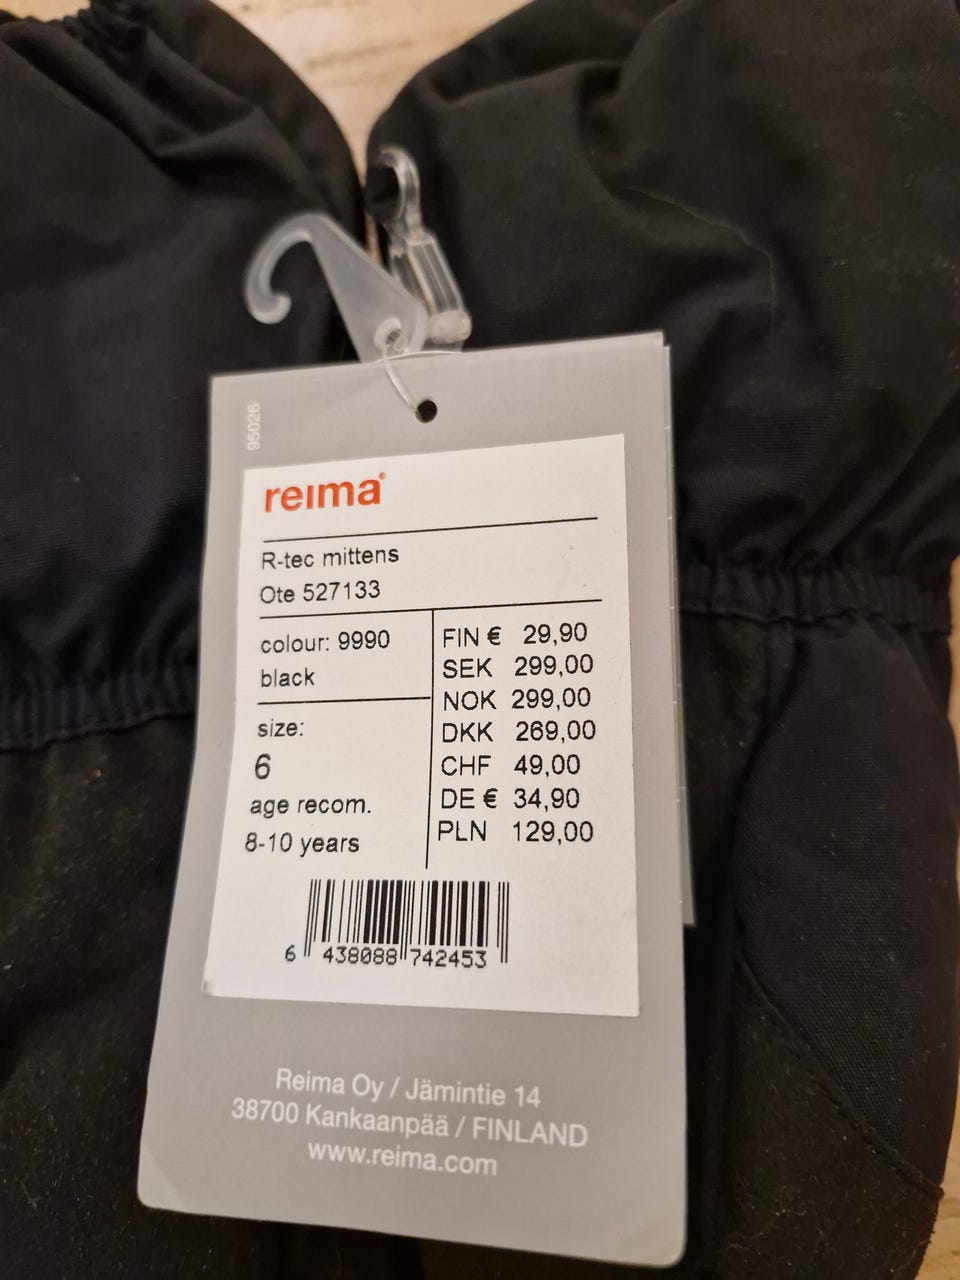 95026
reima®
R-tec mittens
Ote 527133
colour: 9990
black
size:
6
age recom.
8-10 years
FIN € 29,90
SEK 299,00
NOK 299,00
DKK 269,00
CHF 49,00
DE € 34,90
PLN 129,00
6 438088 742453
Reima Oy / Jämintie 14
38700 Kankaanpää / FINLAND
www.reima.com